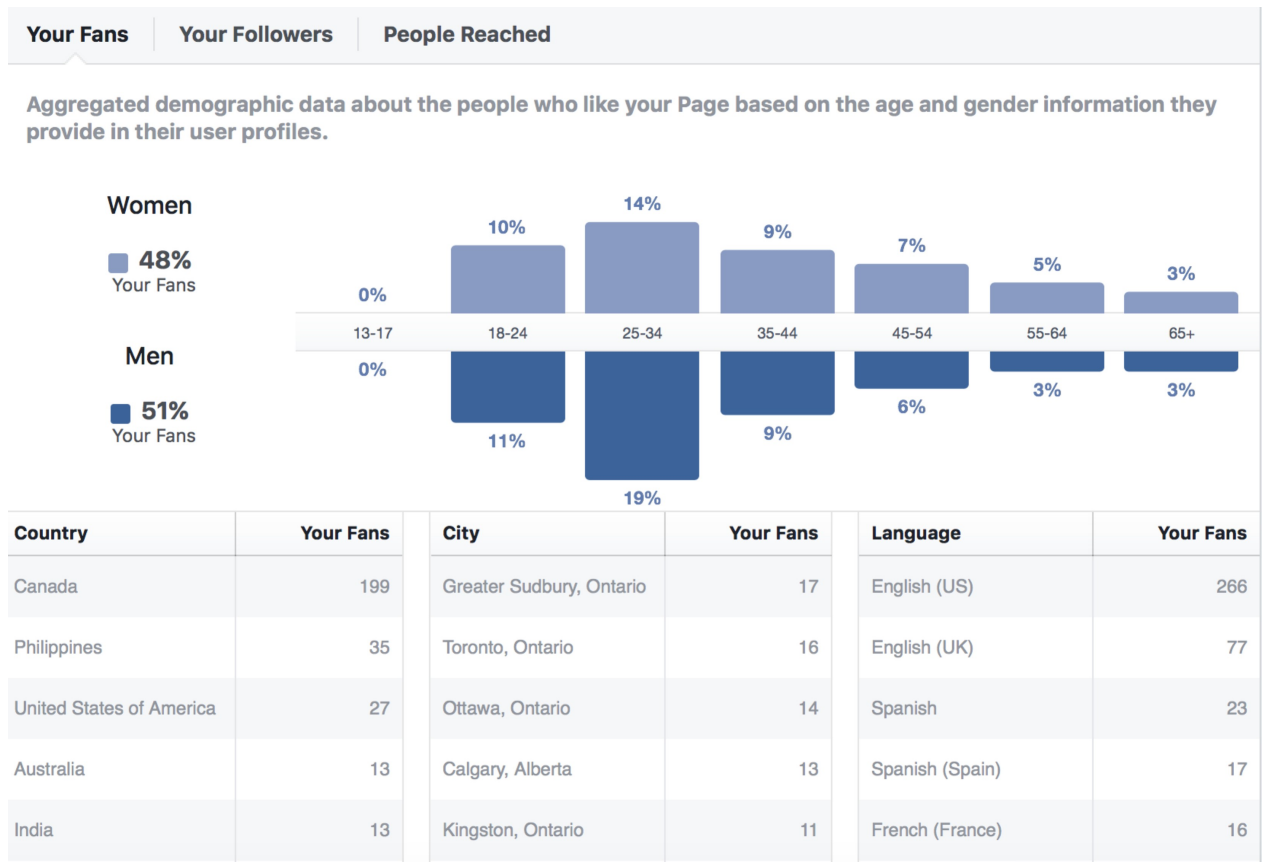 Your Fans Your Followers People Reached
Aggregated demographic data about the people who like your Page based on the age and gender information they
provide in their user profiles.
Women
48%
Your Fans
0% 10% 14% 9% 7% 5% 3%
13-17 18-24 25-34 35-44 45-54 55-64 65+
Men
51%
Your Fans
0% 11% 19% 9% 6% 3% 3%
Country Your Fans City Your Fans Language Your Fans
Canada 199 Greater Sudbury, Ontario 17 English (US) 266
Philippines 35 Toronto, Ontario 16 English (UK) 77
United States of America 27 Ottawa, Ontario 14 Spanish 23
Australia 13 Calgary, Alberta 13 Spanish (Spain) 17
India 13 Kingston, Ontario 11 French (France) 16